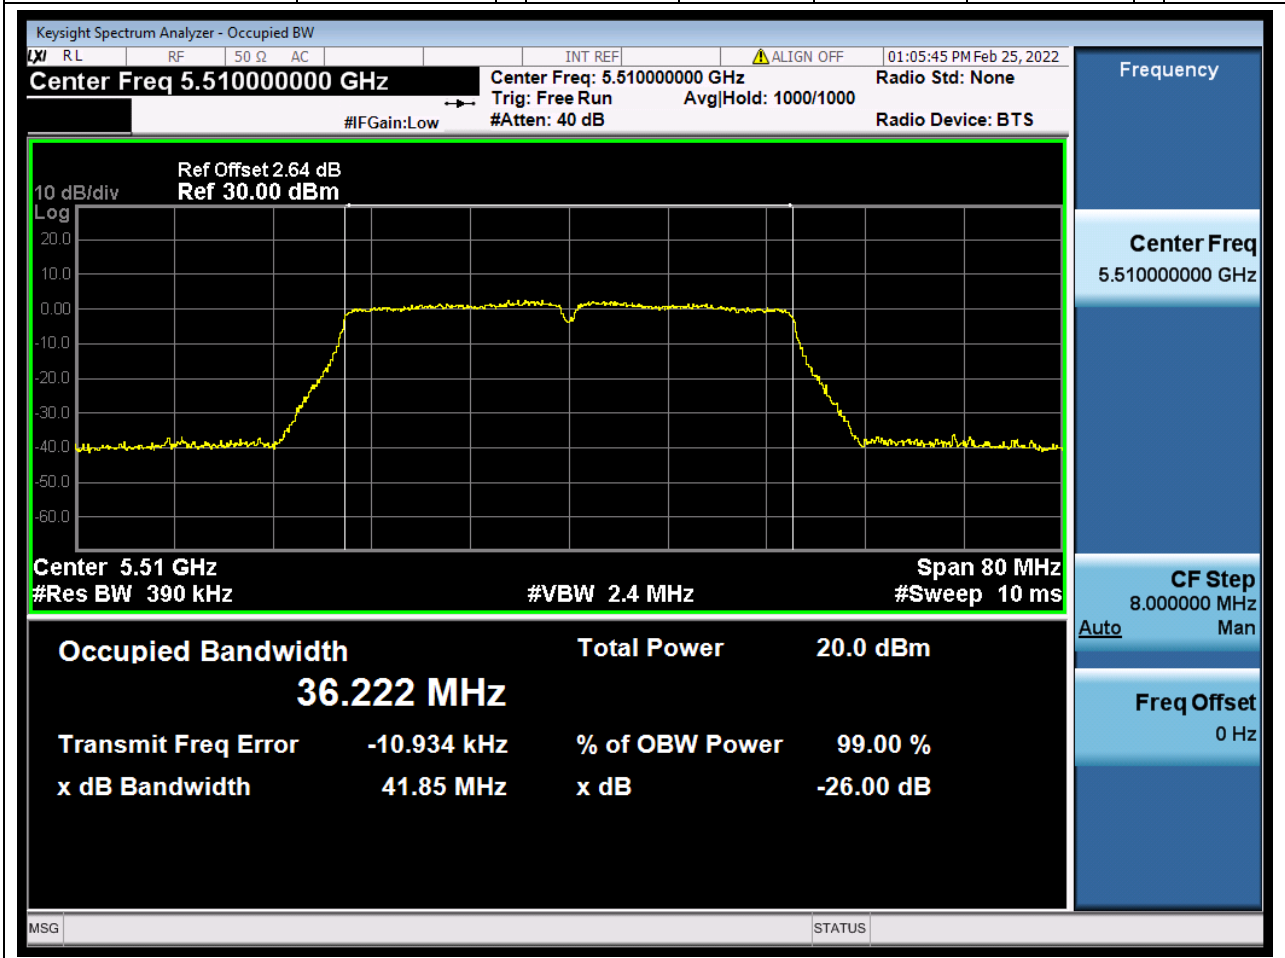 Keysight Spectrum Analyzer - Occupied BW
LXI RL RF 50 Ω AC INT REF ALIGN OFF 01:05:45 PM Feb 25, 2022
Center Freq 5.510000000 GHz
Center Freq: 5.510000000 GHz
Radio Std: None
Trig: Free Run Avg|Hold: 1000/1000
#IFGain:Low
#Atten: 40 dB
Radio Device: BTS
Ref Offset 2.64 dB
10 dB/div Ref 30.00 dBm
Log
20.0
10.0
0.00
-10.0
-20.0
-30.0
-40.0
-50.0
-60.0
Center 5.51 GHz Span 80 MHz
#Res BW 390 kHz #VBW 2.4 MHz #Sweep 10 ms
Occupied Bandwidth Total Power 20.0 dBm
36.222 MHz
Transmit Freq Error -10.934 kHz % of OBW Power 99.00 %
x dB Bandwidth 41.85 MHz x dB -26.00 dB
Frequency
Center Freq
5.510000000 GHz
CF Step
8.000000 MHz
Auto Man
Freq Offset
0 Hz
MSG STATUS